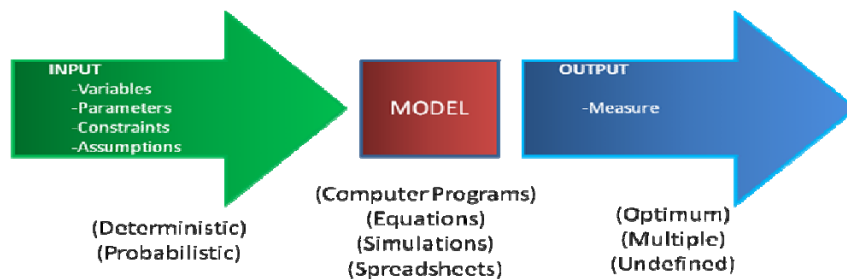 INPUT
-Variables
-Parameters
-Constraints
-Assumptions
(Deterministic)
(Probabilistic)
MODEL
(Computer Programs)
(Equations)
(Simulations)
(Spreadsheets)
OUTPUT
-Measure
(Optimum)
(Multiple)
(Undefined)